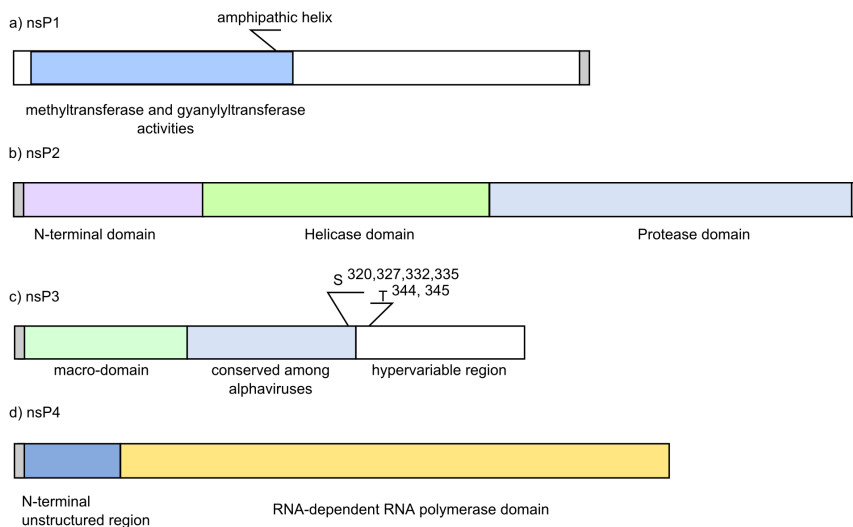 a) nsP1
amphipathic helix
methyltransferase and gyanylyltransferase
activities
b) nsP2
N-terminal domain
Helicase domain
Protease domain
c) nsP3
S 320,327,332,335
T 344, 345
macro-domain
conserved among
alphaviruses
hypervariable region
d) nsP4
N-terminal
unstructured region
RNA-dependent RNA polymerase domain